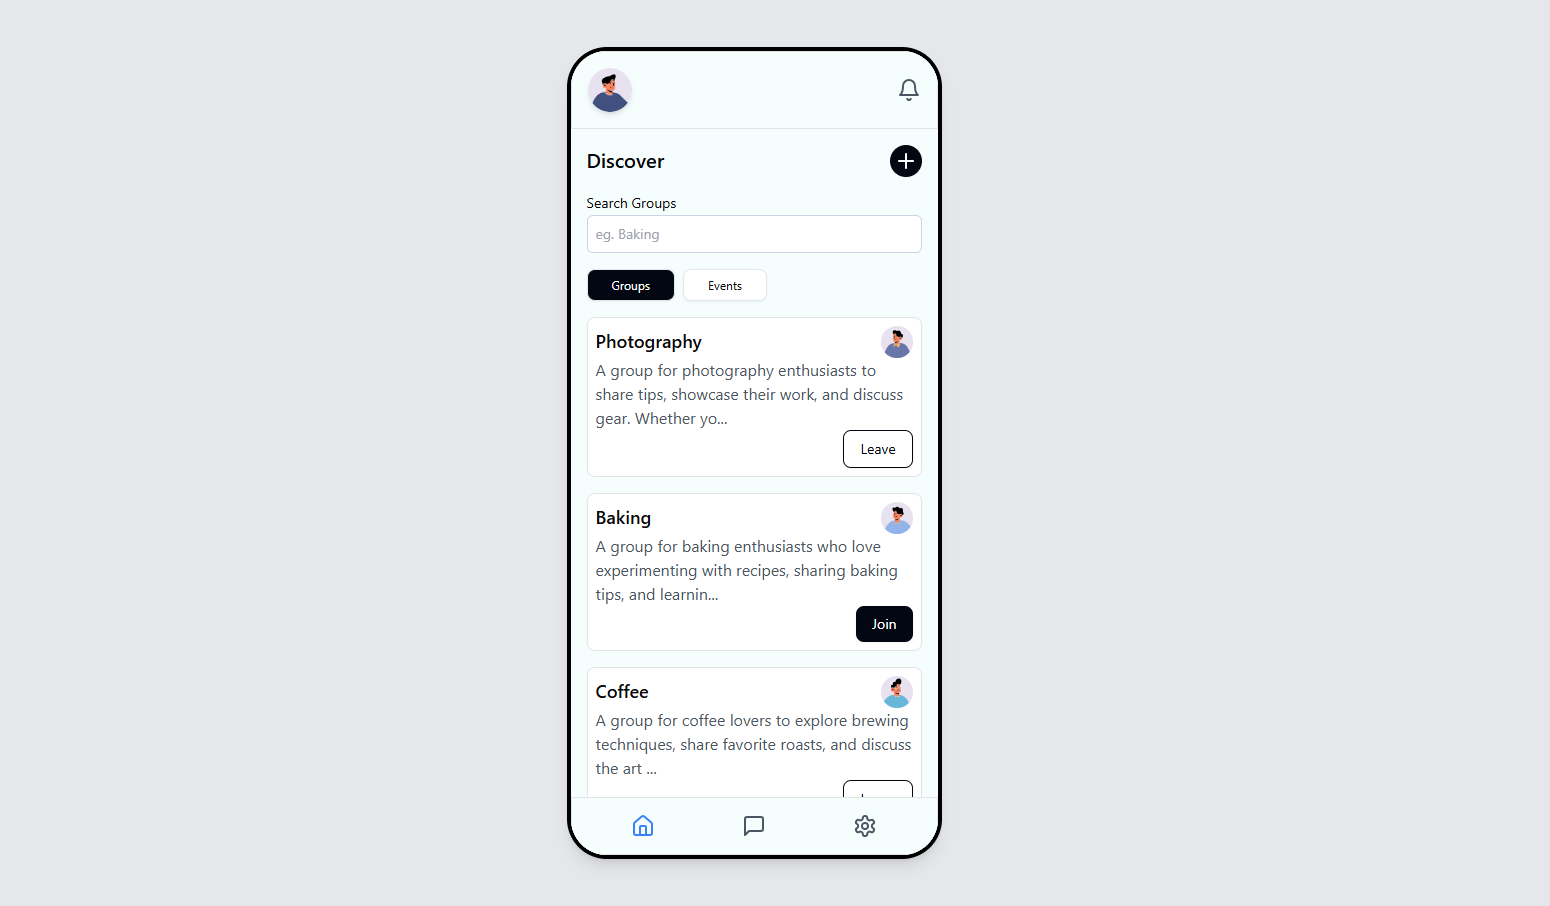 Discover
Search Groups
eg. Baking
Groups
Events
Photography
A group for photography enthusiasts to
share tips, showcase their work, and discuss
gear. Whether yo...
Leave
Baking
A group for baking enthusiasts who love
experimenting with recipes, sharing baking
tips, and learnin...
Join
Coffee
A group for coffee lovers to explore brewing
techniques, share favorite roasts, and discuss
the art ...